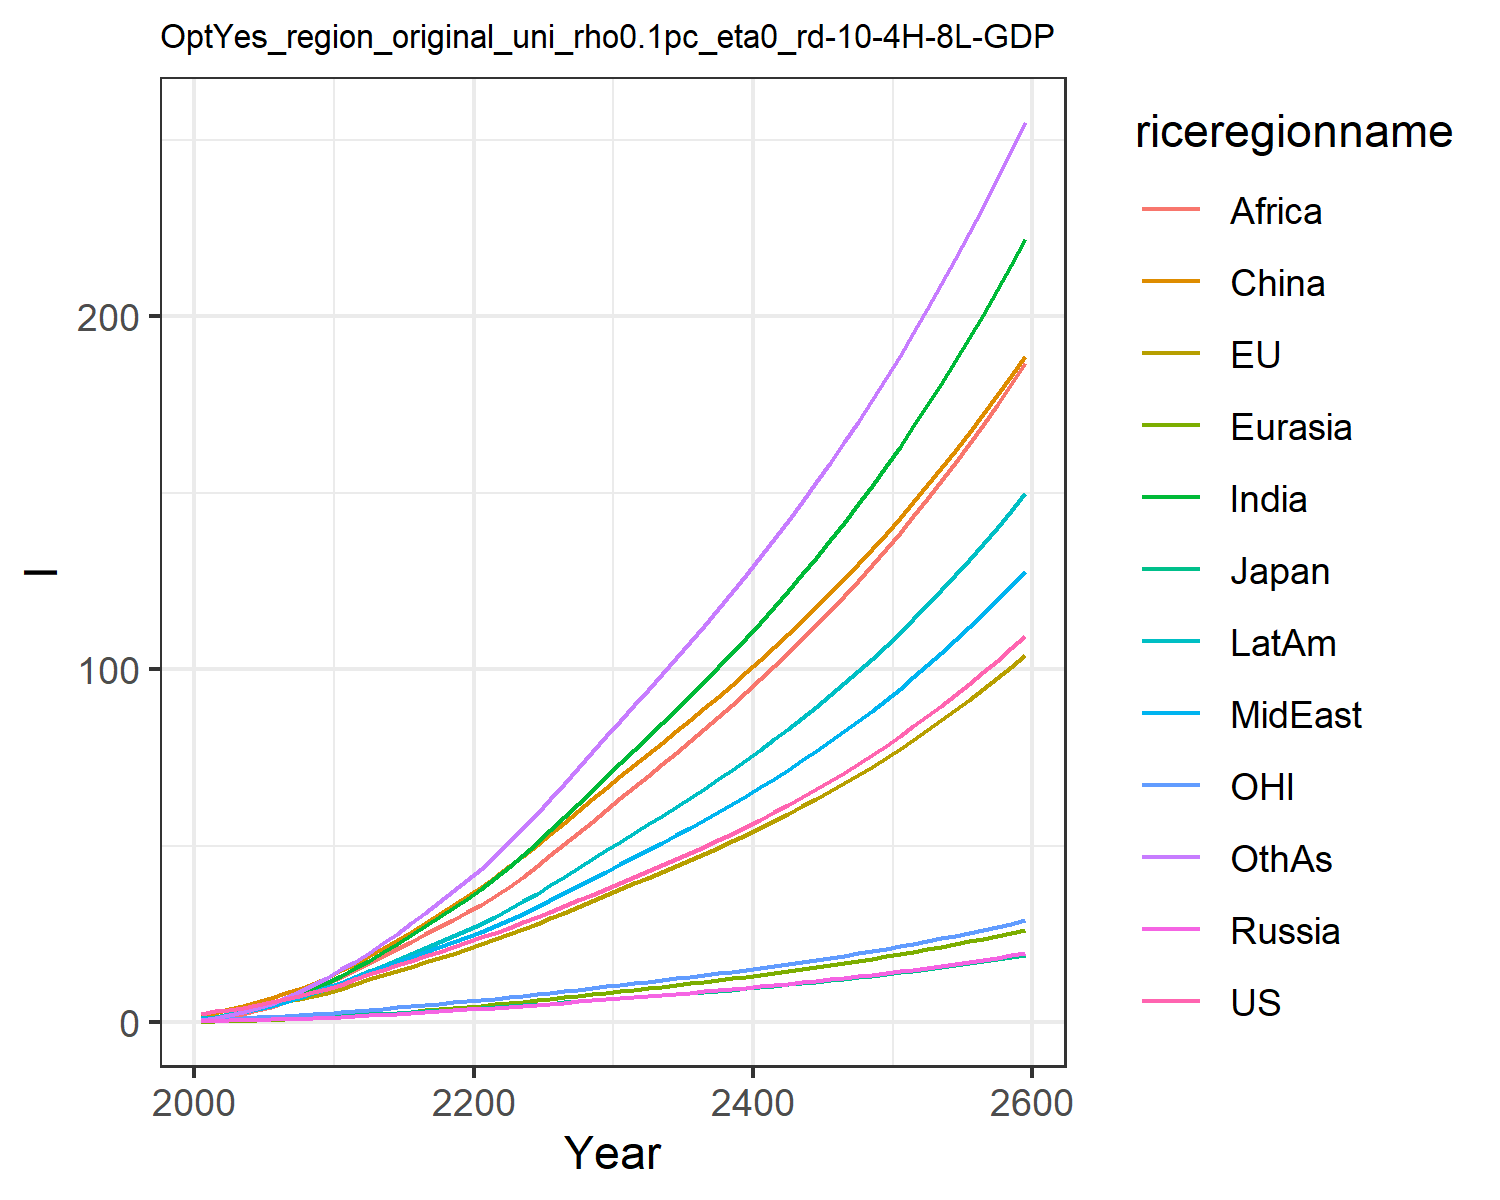 OptYes_region_original_uni_rho0.1pc_eta0_rd-10-4H-8L-GDP
riceregionname
Africa
China
EU
Eurasia
India
Japan
LatAm
MidEast
OHI
OthAs
Russia
US
I
200
100
0
2000 2200 2400 2600
Year